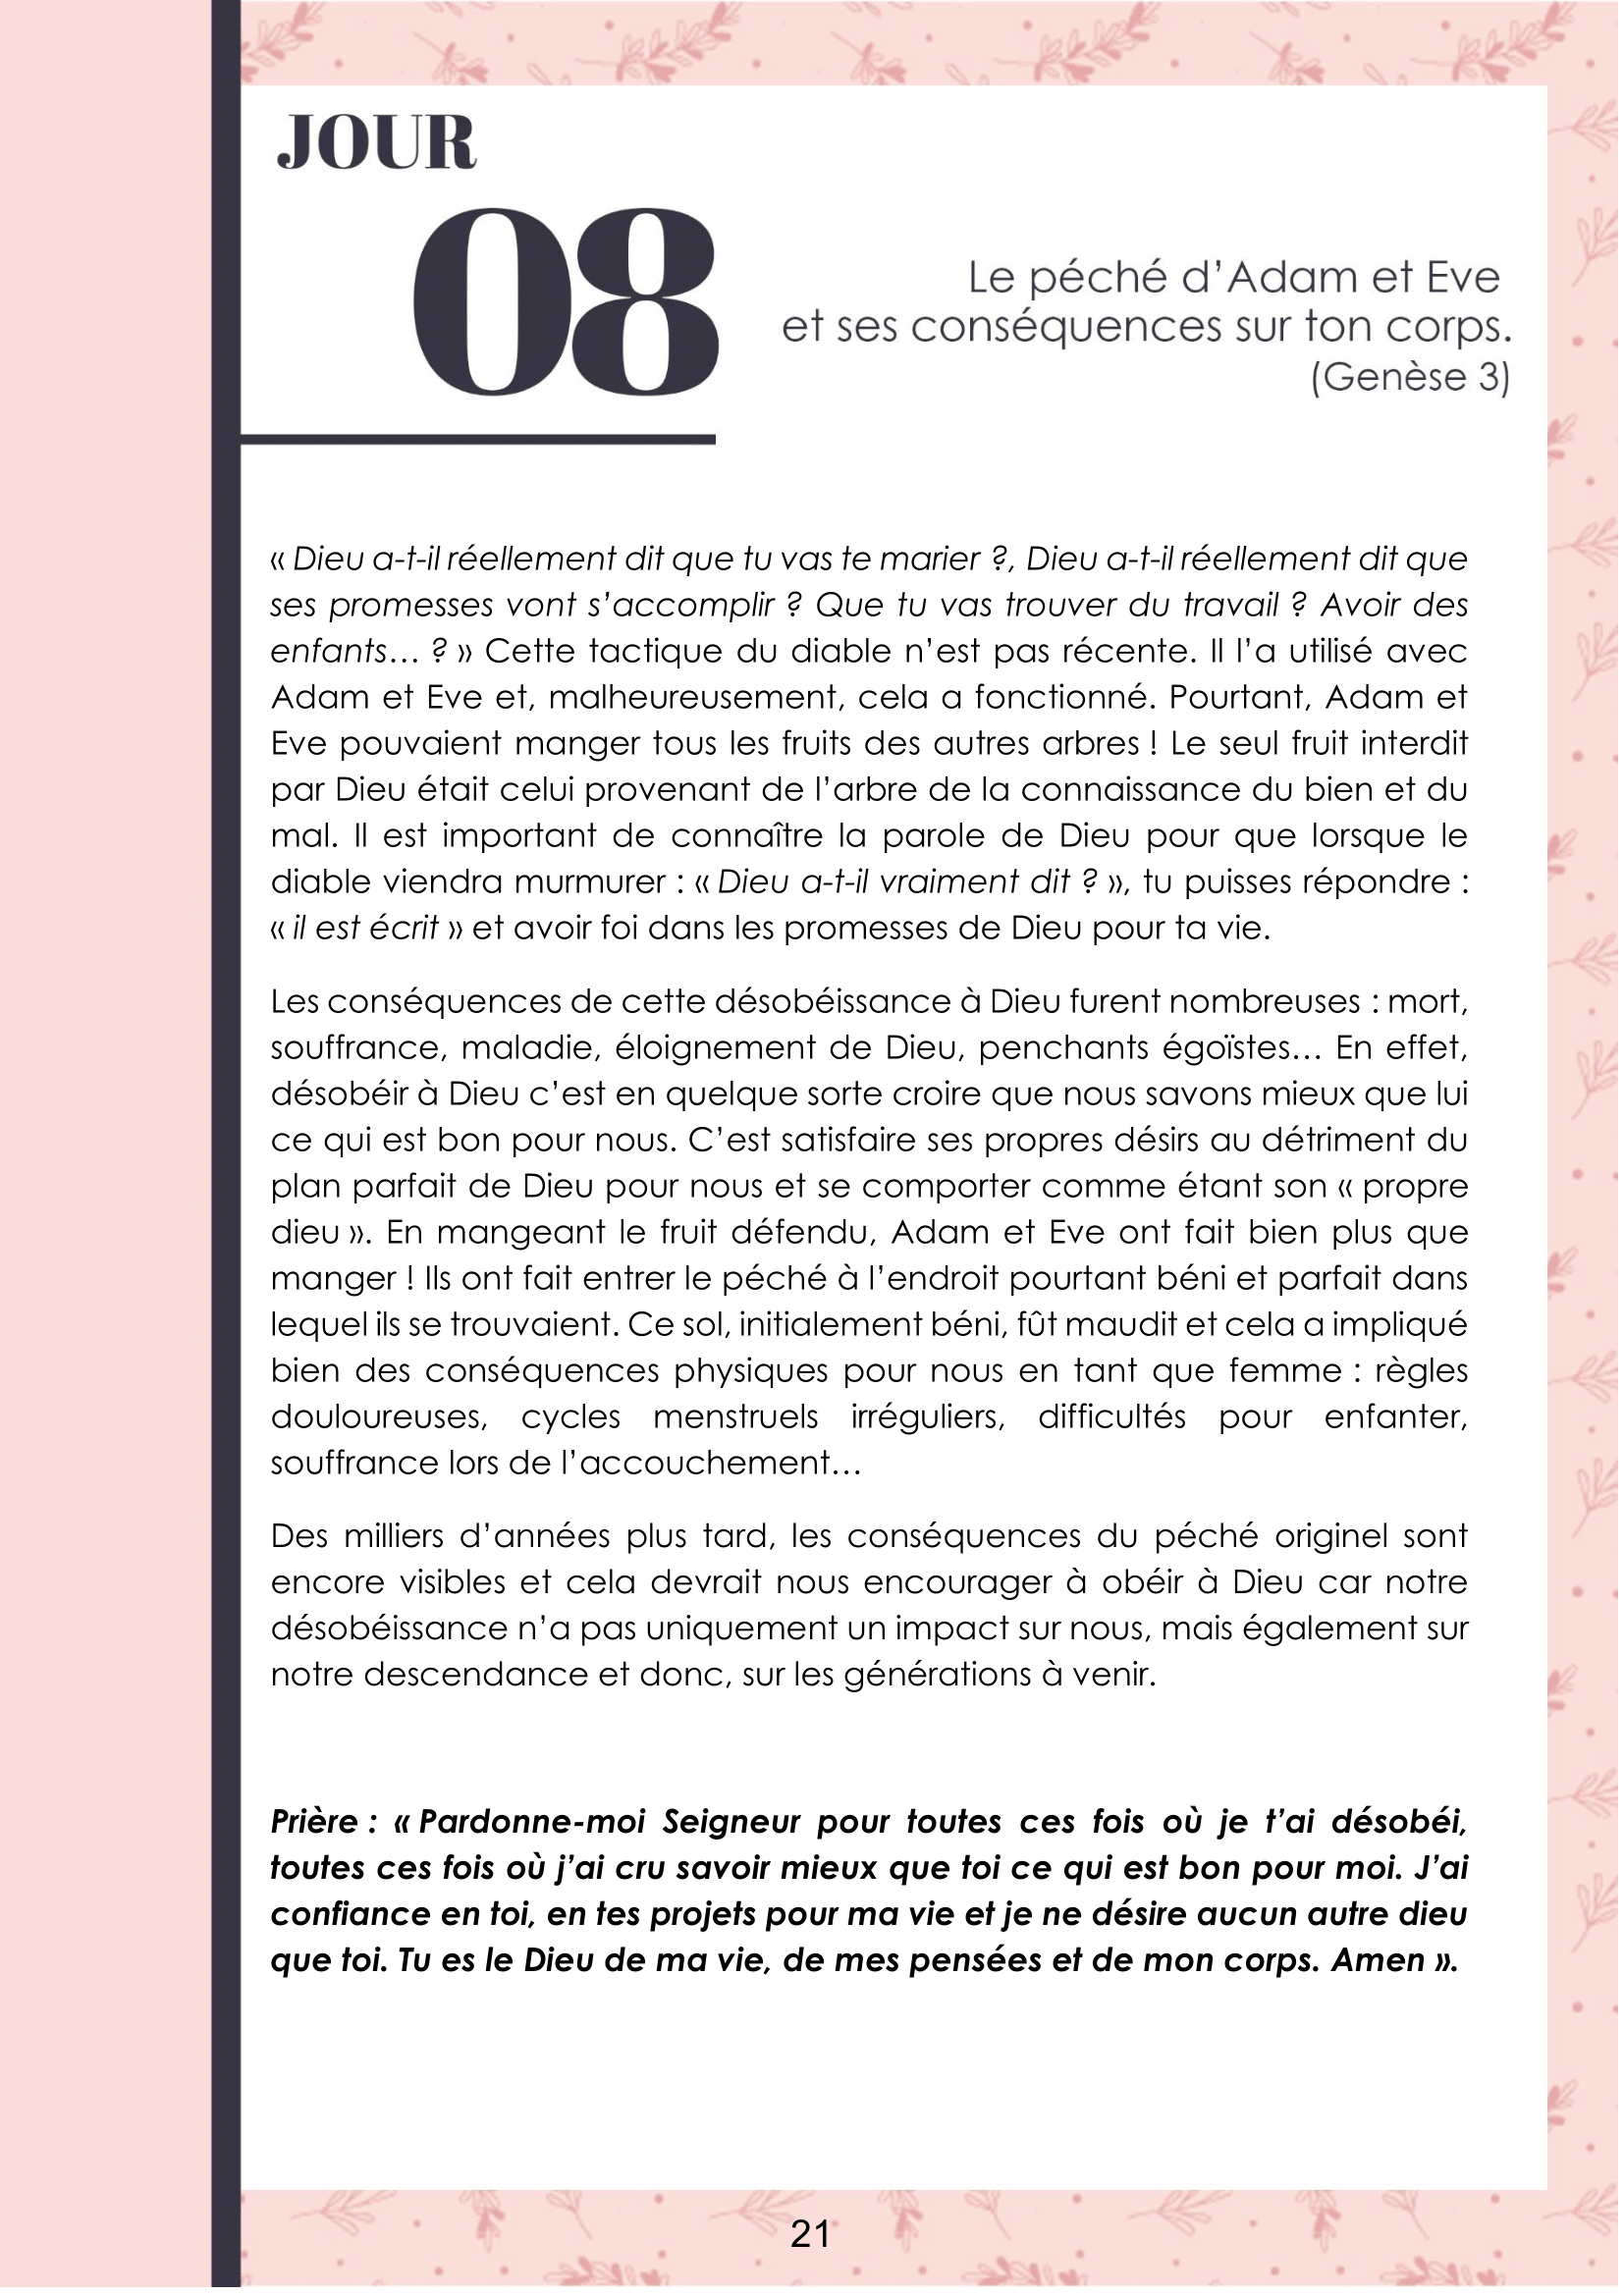 JOUR
08
Le péché d’Adam et Eve
et ses conséquences sur ton corps.
(Genèse 3)
« Dieu a-t-il réellement dit que tu vas te marier ?, Dieu a-t-il réellement dit que
ses promesses vont s’accomplir ? Que tu vas trouver du travail ? Avoir des
enfants… ? » Cette tactique du diable n’est pas récente. Il l’a utilisé avec
Adam et Eve et, malheureusement, cela a fonctionné. Pourtant, Adam et
Eve pouvaient manger tous les fruits des autres arbres ! Le seul fruit interdit
par Dieu était celui provenant de l’arbre de la connaissance du bien et du
mal. Il est important de connaître la parole de Dieu pour que lorsque le
diable viendra murmurer : « Dieu a-t-il vraiment dit ? », tu puisses répondre :
« il est écrit » et avoir foi dans les promesses de Dieu pour ta vie.
Les conséquences de cette désobéissance à Dieu furent nombreuses : mort,
souffrance, maladie, éloignement de Dieu, penchants égoïstes… En effet,
désobéir à Dieu c’est en quelque sorte croire que nous savons mieux que lui
ce qui est bon pour nous. C’est satisfaire ses propres désirs au détriment du
plan parfait de Dieu pour nous et se comporter comme étant son « propre
dieu ». En mangeant le fruit défendu, Adam et Eve ont fait bien plus que
manger ! Ils ont fait entrer le péché à l’endroit pourtant béni et parfait dans
lequel ils se trouvaient. Ce sol, initialement béni, fût maudit et cela a impliqué
bien des conséquences physiques pour nous en tant que femme : règles
douloureuses, cycles menstruels irréguliers, difficultés pour enfanter,
souffrance lors de l’accouchement…
Des milliers d’années plus tard, les conséquences du péché originel sont
encore visibles et cela devrait nous encourager à obéir à Dieu car notre
désobéissance n’a pas uniquement un impact sur nous, mais également sur
notre descendance et donc, sur les générations à venir.
Prière : « Pardonne-moi Seigneur pour toutes ces fois où je t’ai désobéi,
toutes ces fois où j’ai cru savoir mieux que toi ce qui est bon pour moi. J’ai
confiance en toi, en tes projets pour ma vie et je ne désire aucun autre dieu
que toi. Tu es le Dieu de ma vie, de mes pensées et de mon corps. Amen ».
21